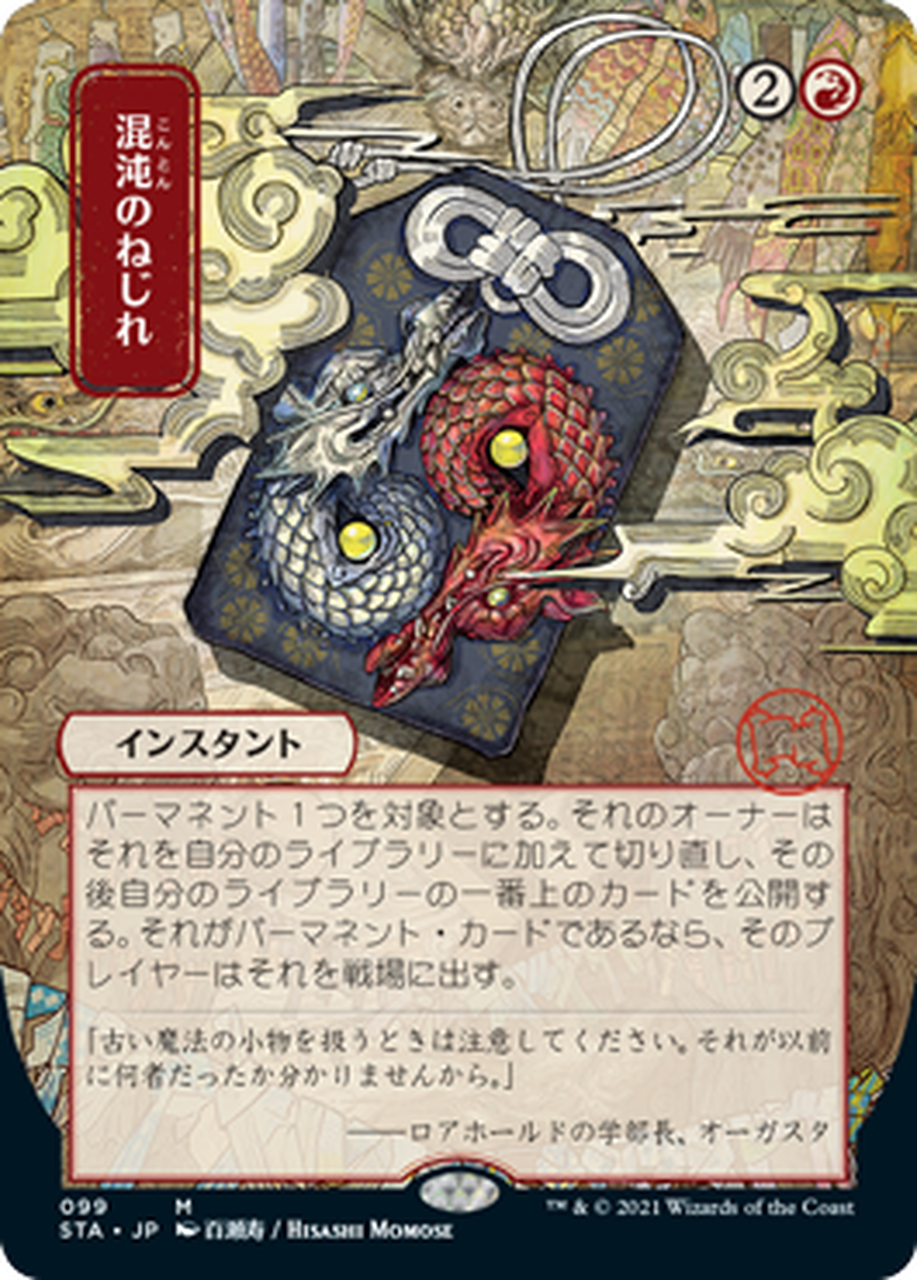 2
混沌のねじれ
こんとん
インスタント
パーマネント１つを対象とする。それのオーナーは
それを自分のライブラリーに加えて切り直し、その
後自分のライブラリーの一番上のカードを公開す
る。それがパーマネント・カードであるなら、そのプ
レイヤーはそれを戦場に出す。
「古い魔法の小物を扱うときは注意してください。それが以前
に何者だったか分かりませんから。」
――ロアホールドの学部長、オーガスタ
099 M
STA • JP 百瀬寿 / HISASHI MOMOSE
™ & © 2021 Wizards of the Coast